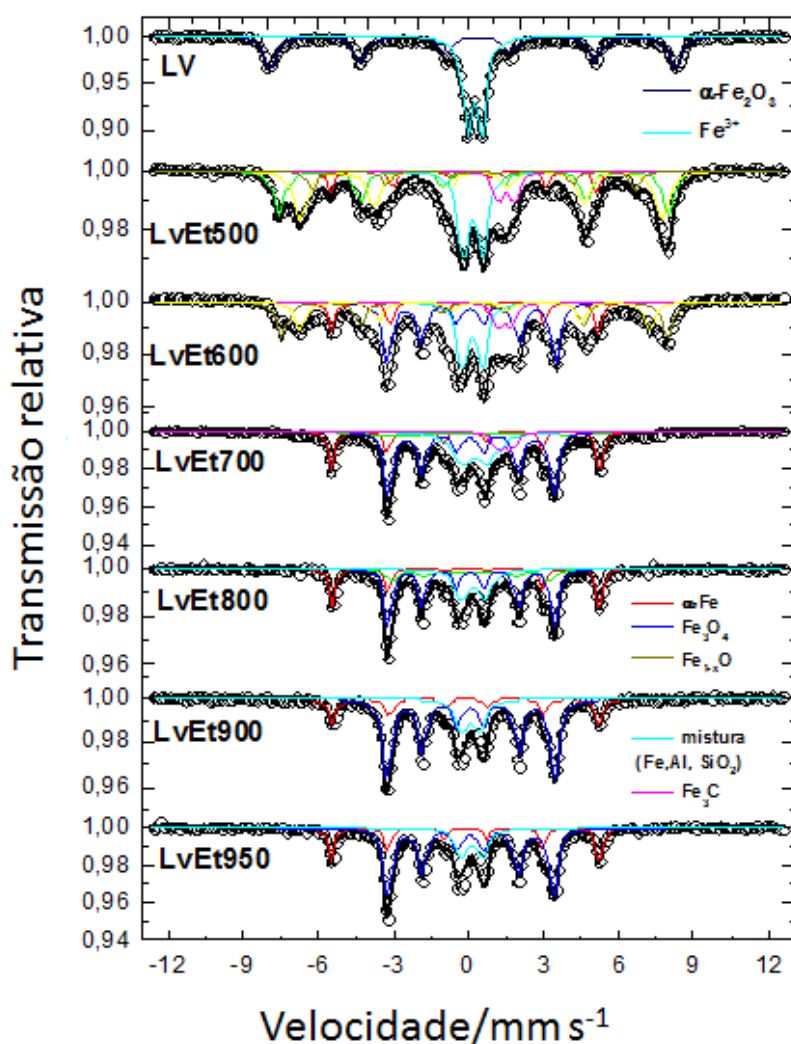 Transmissão relativa
1,00
0,95
0,90
LV
α-Fe₂O₃
Fe³⁺
1,00
0,98
LvEt500
1,00
0,98
0,96
LvEt600
1,00
0,98
0,96
0,94
LvEt700
1,00
0,98
0,96
LvEt800
α-Fe
Fe₃O₄
Fe₁₋ₓO
1,00
0,98
0,96
LvEt900
mistura
(Fe,Al, SiO₂)
Fe₃C
1,00
0,98
0,96
0,94
LvEt950
-12 -9 -6 -3 0 3 6 9 12
Velocidade/mm s⁻¹